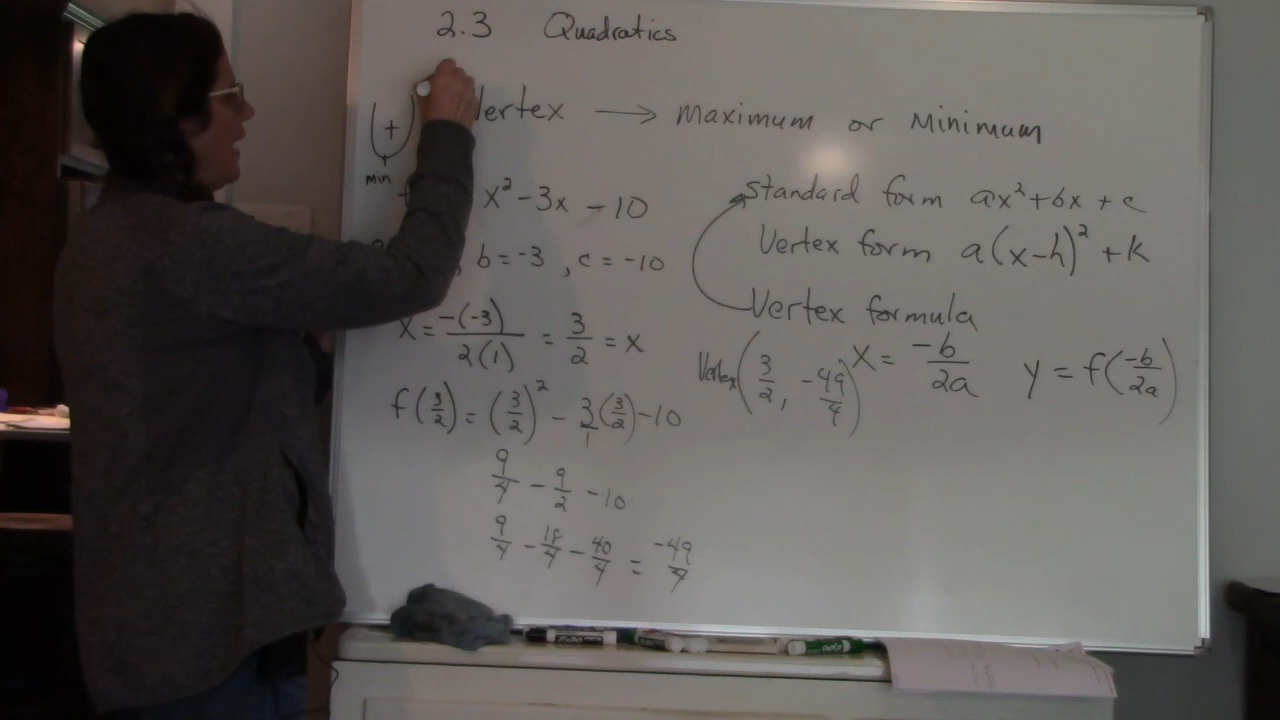 2.3 Quadratics
Vertex → Maximum or Minimum
+
min
x² - 3x - 10
b = -3, c = -10
x = -(-3) / 2(1) = 3/2 = x
f(3/2) = (3/2)² - 3/1 (3/2) - 10
9/4 - 9/2 - 10
9/4 - 18/4 - 40/4 = -49/4
standard form ax² + bx + c
Vertex form a(x-h)² + k
Vertex formula
x = -b/2a y = f(-b/2a)
Vertex (3/2, -49/4)
EXPO